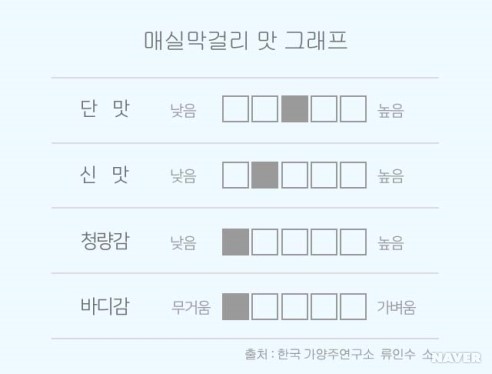 매실막걸리 맛 그래프
단 맛 낮음 높음
신 맛 낮음 높음
청량감 낮음 높음
바디감 무거움 가벼움
출처 : 한국 가양주연구소 류인수 소
NAVER